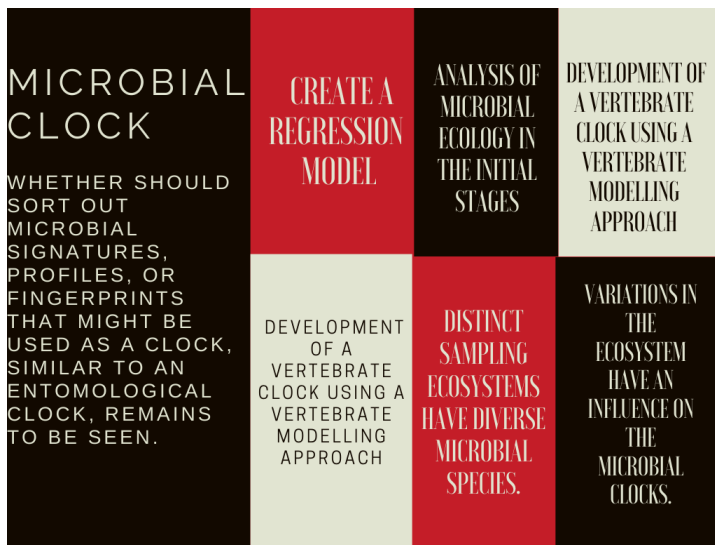 MICROBIAL
CLOCK
WHETHER SHOULD
SORT OUT
MICROBIAL
SIGNATURES,
PROFILES, OR
FINGERPRINTS
THAT MIGHT BE
USED AS A CLOCK,
SIMILAR TO AN
ENTOMOLOGICAL
CLOCK, REMAINS
TO BE SEEN.
CREATE A
REGRESSION
MODEL
ANALYSIS OF
MICROBIAL
ECOLOGY IN
THE INITIAL
STAGES
DEVELOPMENT OF
A VERTEBRATE
CLOCK USING A
VERTEBRATE
MODELLING
APPROACH
DEVELOPMENT
OF A
VERTEBRATE
CLOCK USING A
VERTEBRATE
MODELLING
APPROACH
DISTINCT
SAMPLING
ECOSYSTEMS
HAVE DIVERSE
MICROBIAL
SPECIES.
VARIATIONS IN
THE
ECOSYSTEM
HAVE AN
INFLUENCE ON
THE
MICROBIAL
CLOCKS.